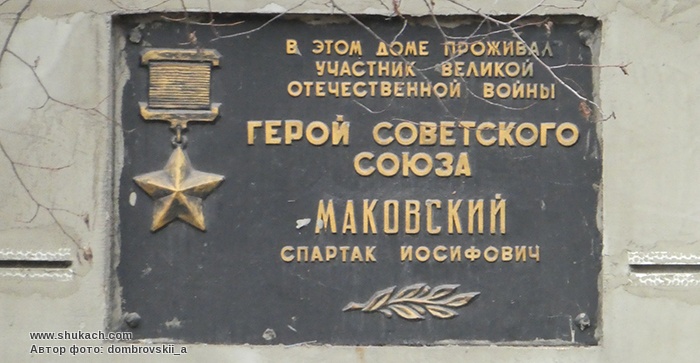 В ЭТОМ ДОМЕ ПРОЖИВАЛ
УЧАСТНИК ВЕЛИКОЙ
ОТЕЧЕСТВЕННОЙ ВОЙНЫ
ГЕРОЙ СОВЕТСКОГО
СОЮЗА
МАКОВСКИЙ
СПАРТАК ИОСИФОВИЧ
www.shukach.com
Автор фото: dombrovskii_a